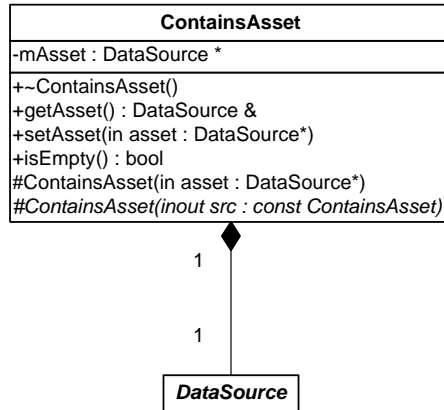 ContainsAsset
-mAsset : DataSource *
+~ContainsAsset()
+getAsset() : DataSource &
+setAsset(in asset : DataSource*)
+isEmpty() : bool
#ContainsAsset(in asset : DataSource*)
#ContainsAsset(inout src : const ContainsAsset)
1
1
DataSource